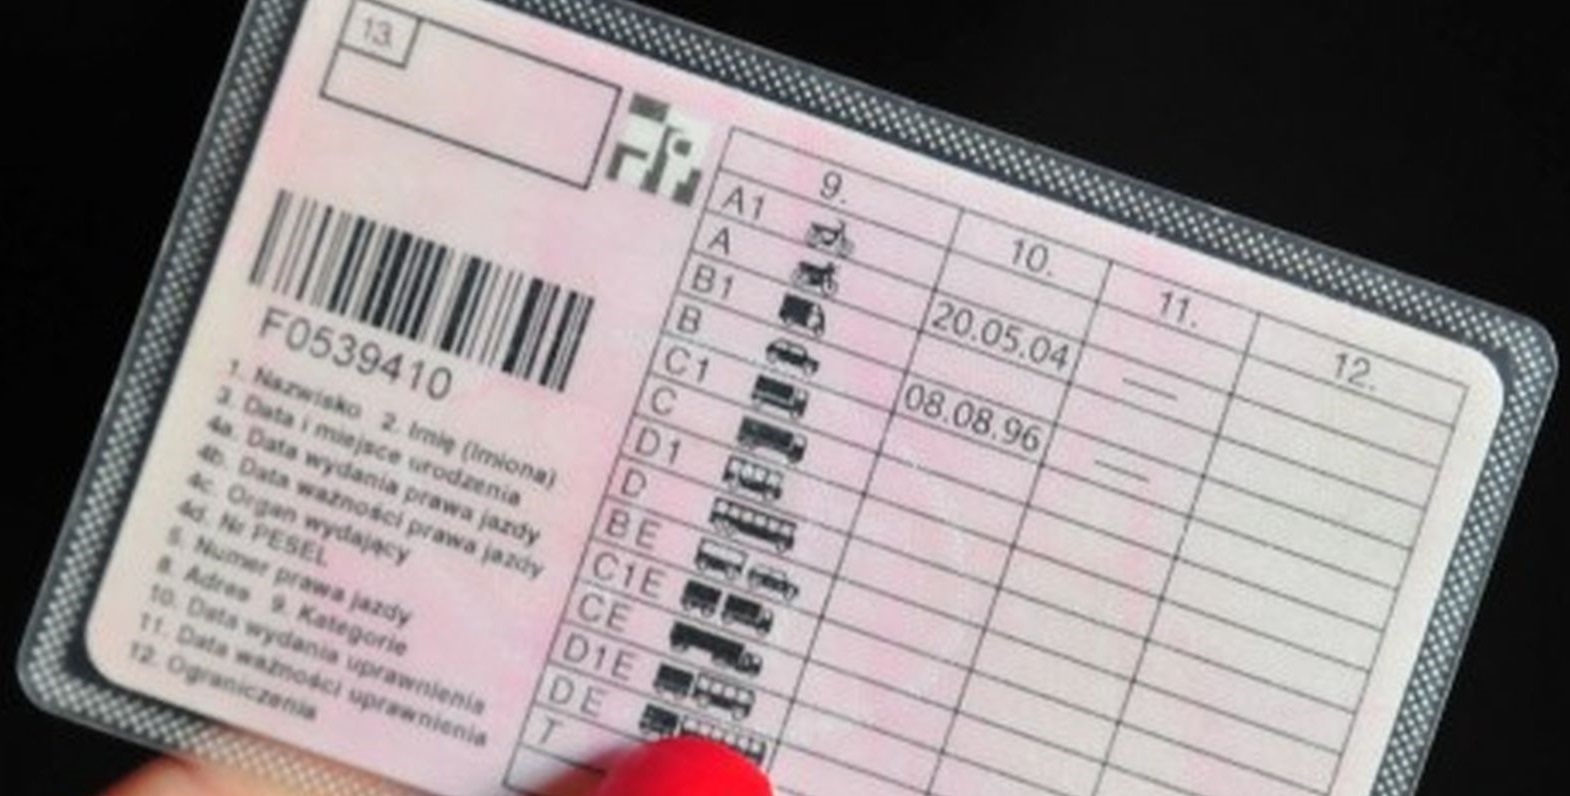 13.
9.
10.
11.
12.
A1
A
20.05.04
B1
B
08.08.96
C1
C
D1
D
BE
C1E
CE
D1E
DE
T
F0539410
1. Nazwisko 2. Imię (Imiona)
3. Data i miejsce urodzenia
4a. Data wydania prawa jazdy
4b. Data ważności prawa jazdy
4c. Organ wydający
4d. Nr PESEL
5. Numer prawa jazdy
8. Adres 9. Kategorie
10. Data wydania uprawnienia
11. Data ważności uprawnienia
12. Ograniczenia